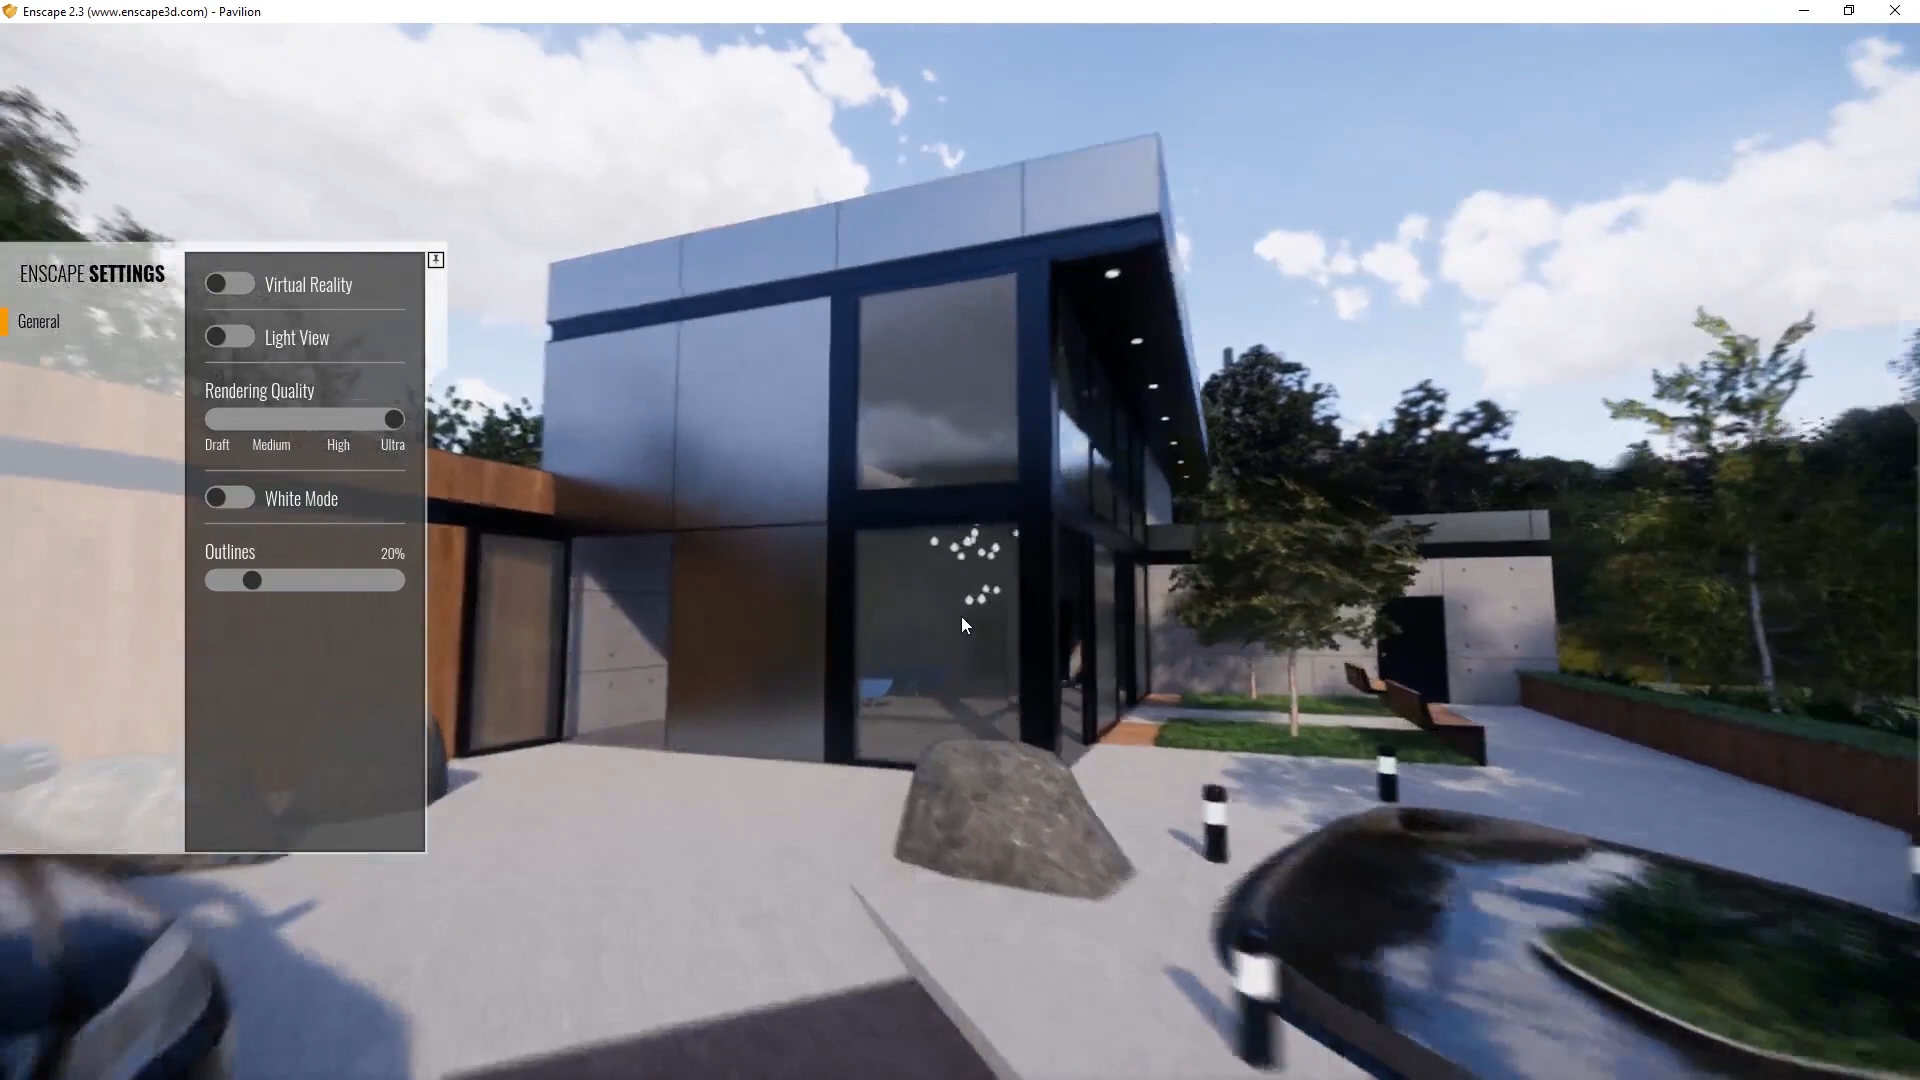 Enscape 2.3 (www.enscape3d.com) - Pavilion
ENSCAPE SETTINGS
General
Virtual Reality
Light View
Rendering Quality
Draft Medium High Ultra
White Mode
Outlines 20%